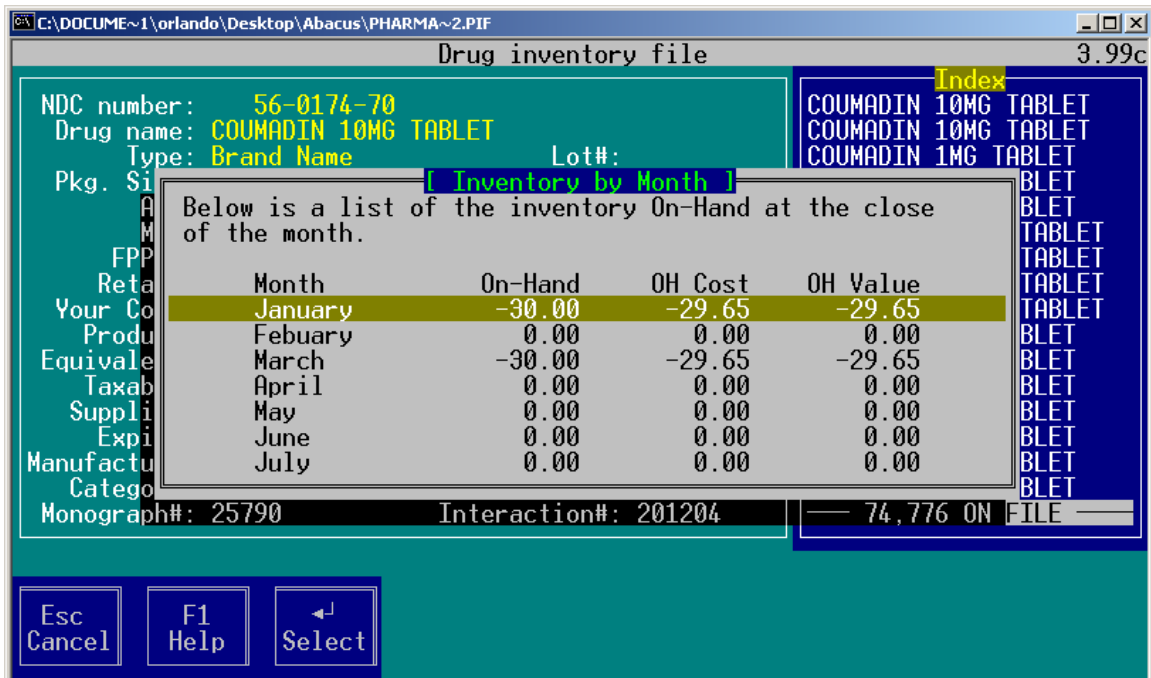 C:\DOCUME~1\orlando\Desktop\Abacus\PHARMA~2.PIF
Drug inventory file 3.99c
Index
NDC number: 56-0174-70
Drug name: COUMADIN 10MG TABLET
Type: Brand Name Lot#:
COUMADIN 10MG TABLET
COUMADIN 10MG TABLET
COUMADIN 1MG TABLET
Pkg. Si
A
M
FPP
Reta
Your Co
Produ
Equivale
Taxab
Suppli
Expi
Manufactu
Catego
[ Inventory by Month ]
Below is a list of the inventory On-Hand at the close
of the month.
Month On-Hand OH Cost OH Value
January -30.00 -29.65 -29.65
Febuary 0.00 0.00 0.00
March -30.00 -29.65 -29.65
April 0.00 0.00 0.00
May 0.00 0.00 0.00
June 0.00 0.00 0.00
July 0.00 0.00 0.00
BLET
BLET
TABLET
TABLET
TABLET
TABLET
BLET
BLET
BLET
BLET
BLET
BLET
BLET
Monograph#: 25790 Interaction#: 201204
74,776 ON FILE
Esc
Cancel
F1
Help
Select